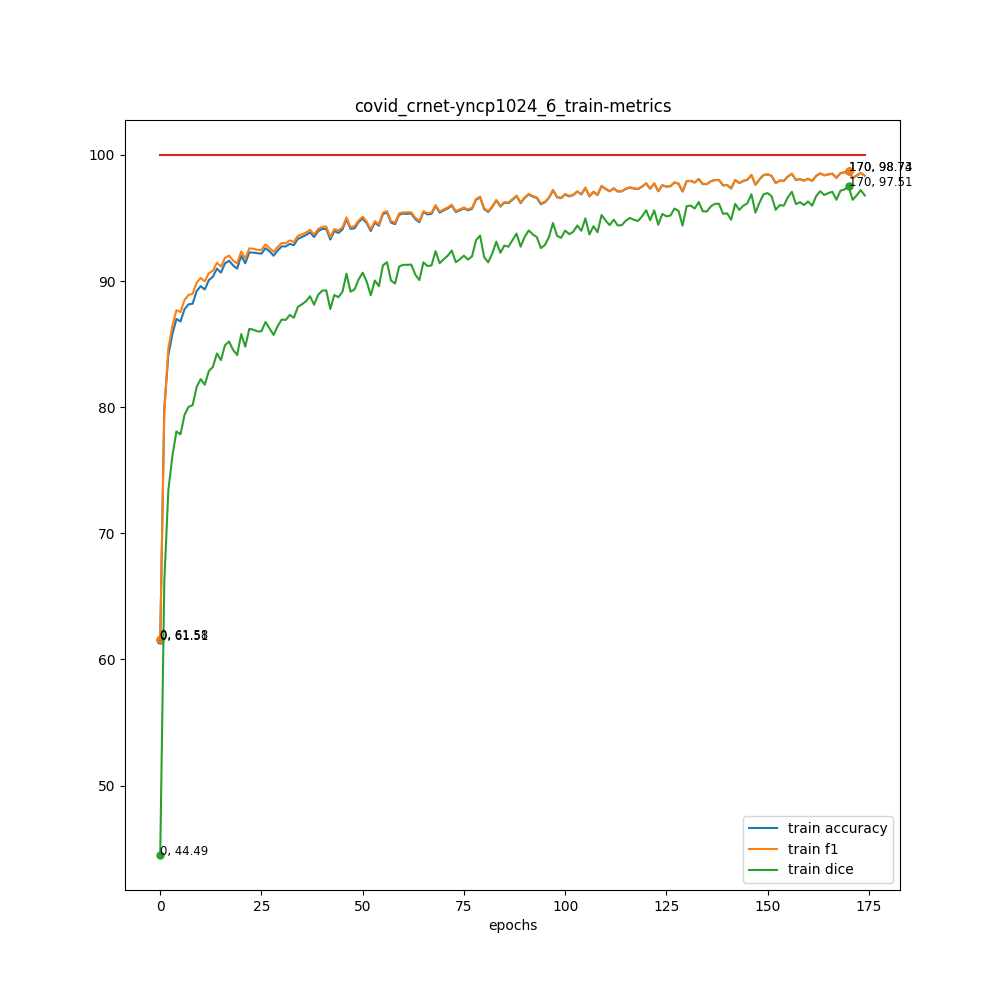 covid_crnet-yncp1024_6_train-metrics
100
90
80
70
60
50
170, 97.51
0, 44.49
0 25 50 75 100 125 150 175
epochs
train accuracy
train f1
train dice